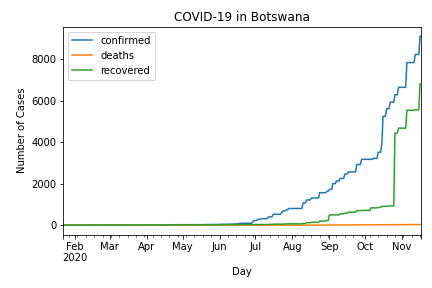 COVID-19 in Botswana
confirmed
deaths
recovered
Number of Cases
8000
6000
4000
2000
0
Feb Mar Apr May Jun Jul Aug Sep Oct Nov
2020
Day